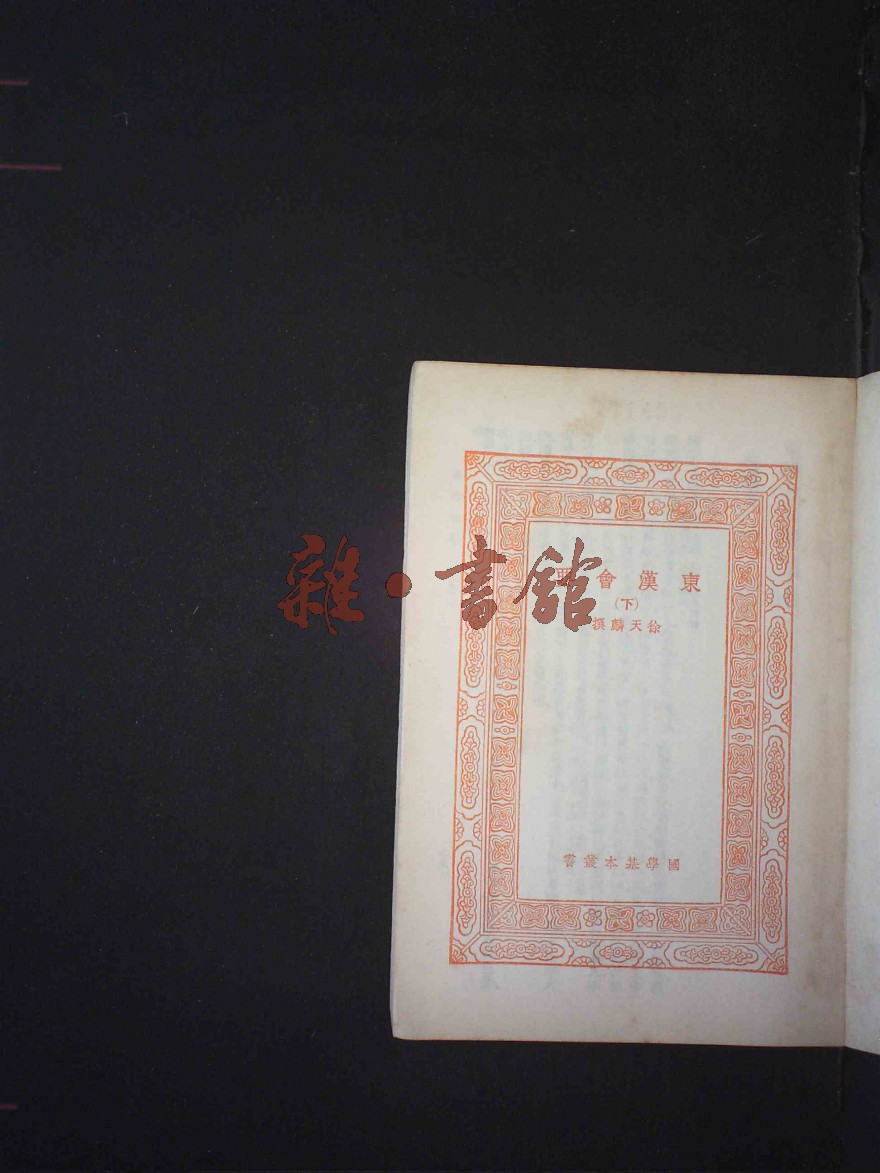 東漢會要
(下)
徐天麟撰
國學基本叢書
雜·書館